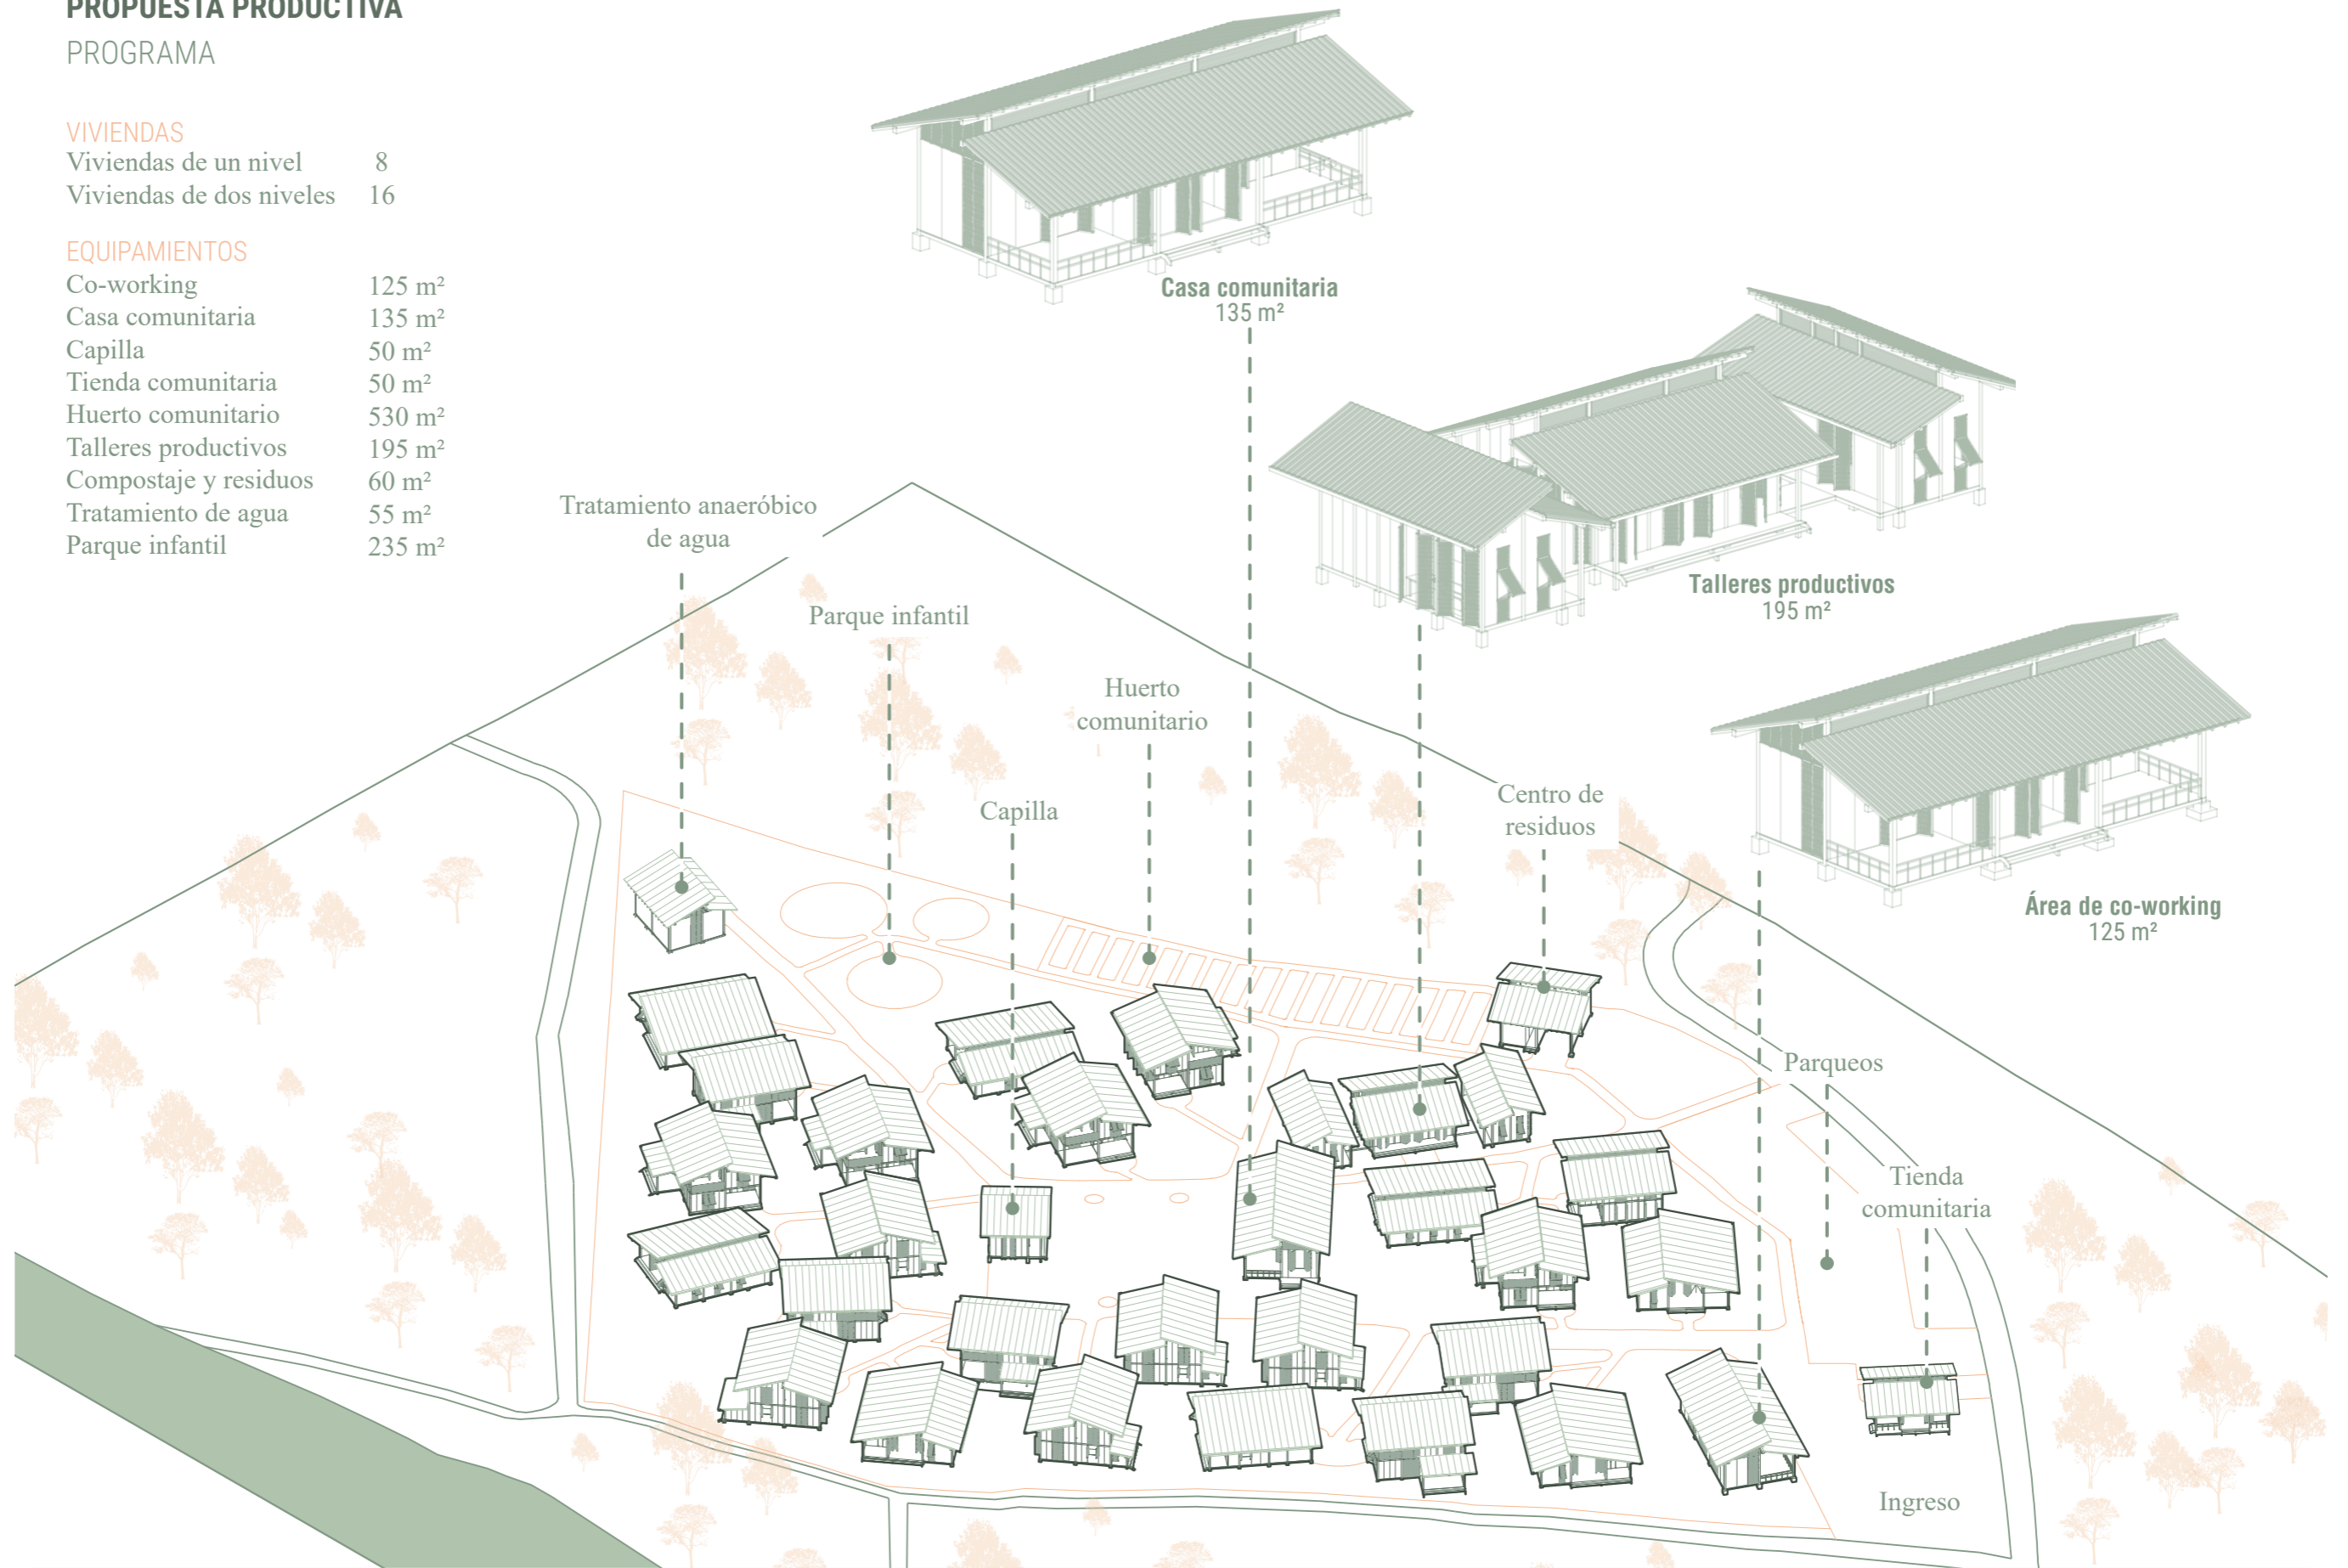 PROPUESTA PRODUCTIVA
PROGRAMA
VIVIENDAS
Viviendas de un nivel 8
Viviendas de dos niveles 16
EQUIPAMIENTOS
Co-working 125 m²
Casa comunitaria 135 m²
Capilla 50 m²
Tienda comunitaria 50 m²
Huerto comunitario 530 m²
Talleres productivos 195 m²
Compostaje y residuos 60 m²
Tratamiento de agua 55 m²
Parque infantil 235 m²
Casa comunitaria
135 m²
Talleres productivos
195 m²
Área de co-working
125 m²
Tratamiento anaeróbico
de agua
Parque infantil
Huerto
comunitario
Capilla
Centro de
residuos
Parqueos
Tienda
comunitaria
Ingreso